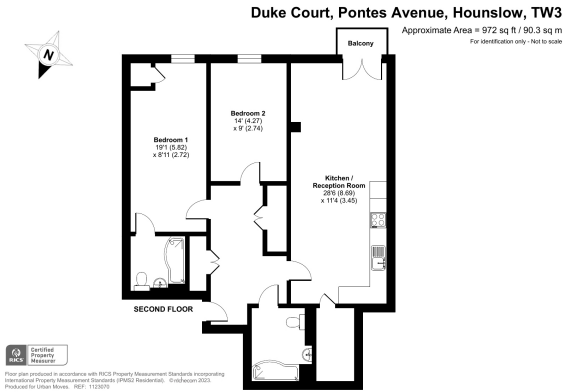 Duke Court, Pontes Avenue, Hounslow, TW3
Approximate Area = 972 sq ft / 90.3 sq m
For identification only - Not to scale
N
Balcony
Bedroom 1
19'1 (5.82)
x 8'11 (2.72)
Bedroom 2
14' (4.27)
x 9' (2.74)
Kitchen /
Reception Room
28'6 (8.69)
x 11'4 (3.45)
SECOND FLOOR
RICS
Certified
Property
Measurer
Floor plan produced in accordance with RICS Property Measurement Standards incorporating
International Property Measurement Standards (IPMS2 Residential). © nichecom 2023.
Produced for Urban Moves. REF: 1123070